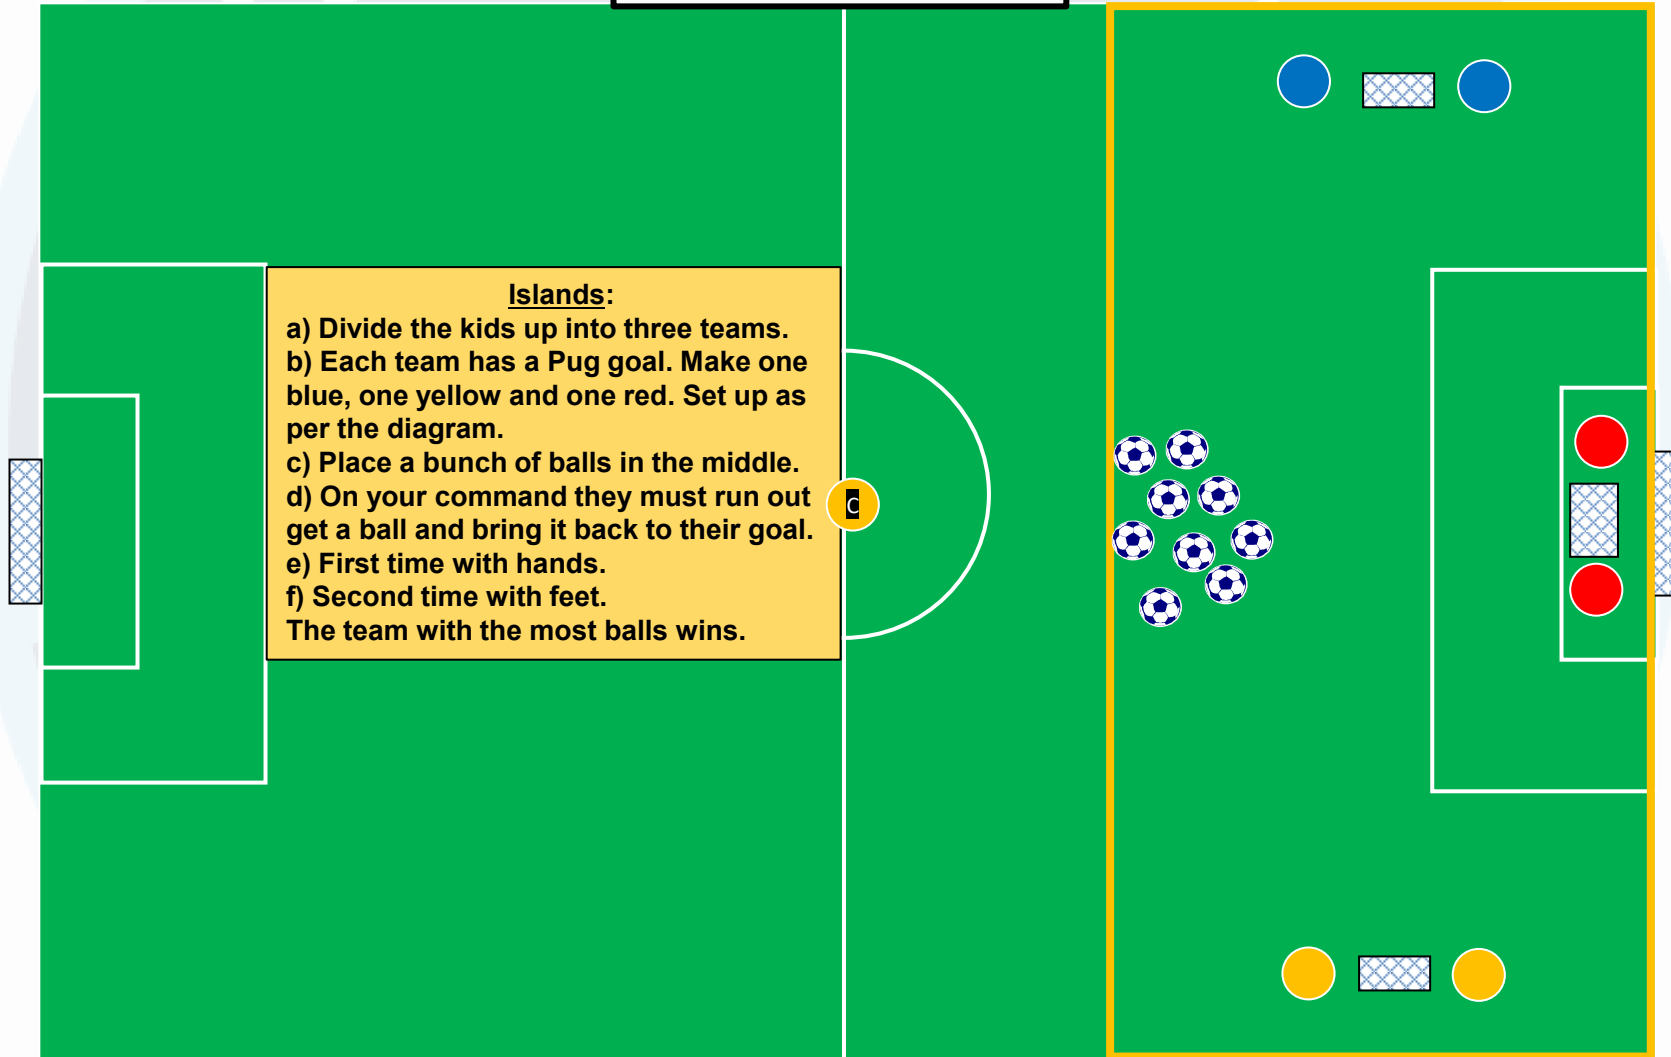 Islands:
a) Divide the kids up into three teams.
b) Each team has a Pug goal. Make one
blue, one yellow and one red. Set up as
per the diagram.
c) Place a bunch of balls in the middle.
d) On your command they must run out
get a ball and bring it back to their goal.
e) First time with hands.
f) Second time with feet.
The team with the most balls wins.
C